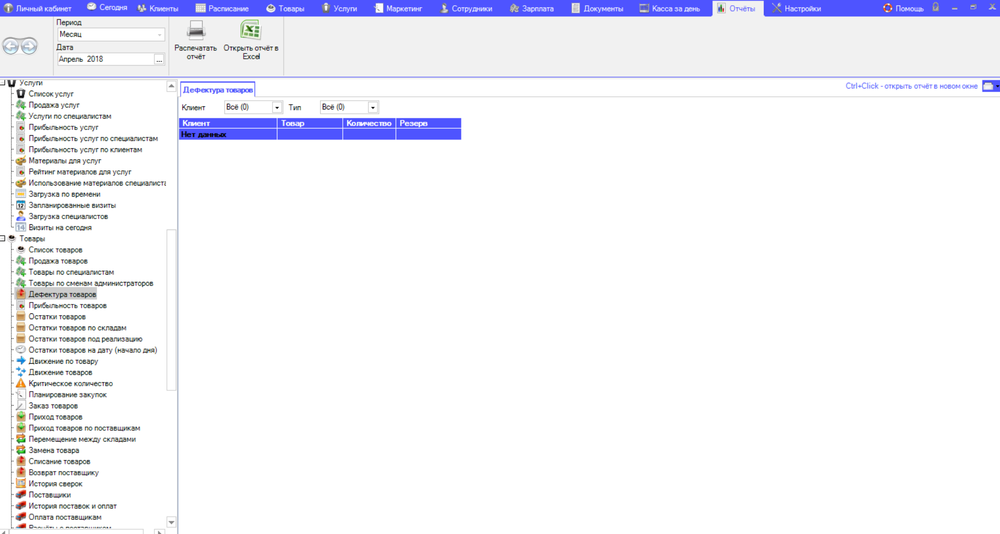 Личный кабинет Сегодня Клиенты Расписание Товары Услуги Маркетинг Сотрудники Зарплата Документы Касса за день Отчёты Настройки Помощь
Период
Месяц
Дата
Апрель 2018 ...
Распечатать отчёт
Открыть отчёт в Excel
Услуги
Список услуг
Продажа услуг
Услуги по специалистам
Прибыльность услуг
Прибыльность услуг по специалистам
Прибыльность услуг по клиентам
Материалы для услуг
Рейтинг материалов для услуг
Использование материалов специалиста
Загрузка по времени
12 Запланированные визиты
Загрузка специалистов
14 Визиты на сегодня
Товары
Список товаров
Продажа товаров
Товары по специалистам
Товары по сменам администраторов
Дефектура товаров
Прибыльность товаров
Остатки товаров
Остатки товаров по складам
Остатки товаров под реализацию
Остатки товаров на дату (начало дня)
Движение по товару
Движение товаров
Критическое количество
Планирование закупок
Заказ товаров
Приход товаров
Приход товаров по поставщикам
Перемещение между складами
Замена товара
Списание товаров
Возврат поставщику
История сверок
Поставщики
История поставок и оплат
Оплата поставщикам
Дефектура товаров
Ctrl+Click - открыть отчёт в новом окне
Клиент Всё (0) Тип Всё (0)
Клиент Товар Количество Резерв
Нет данных